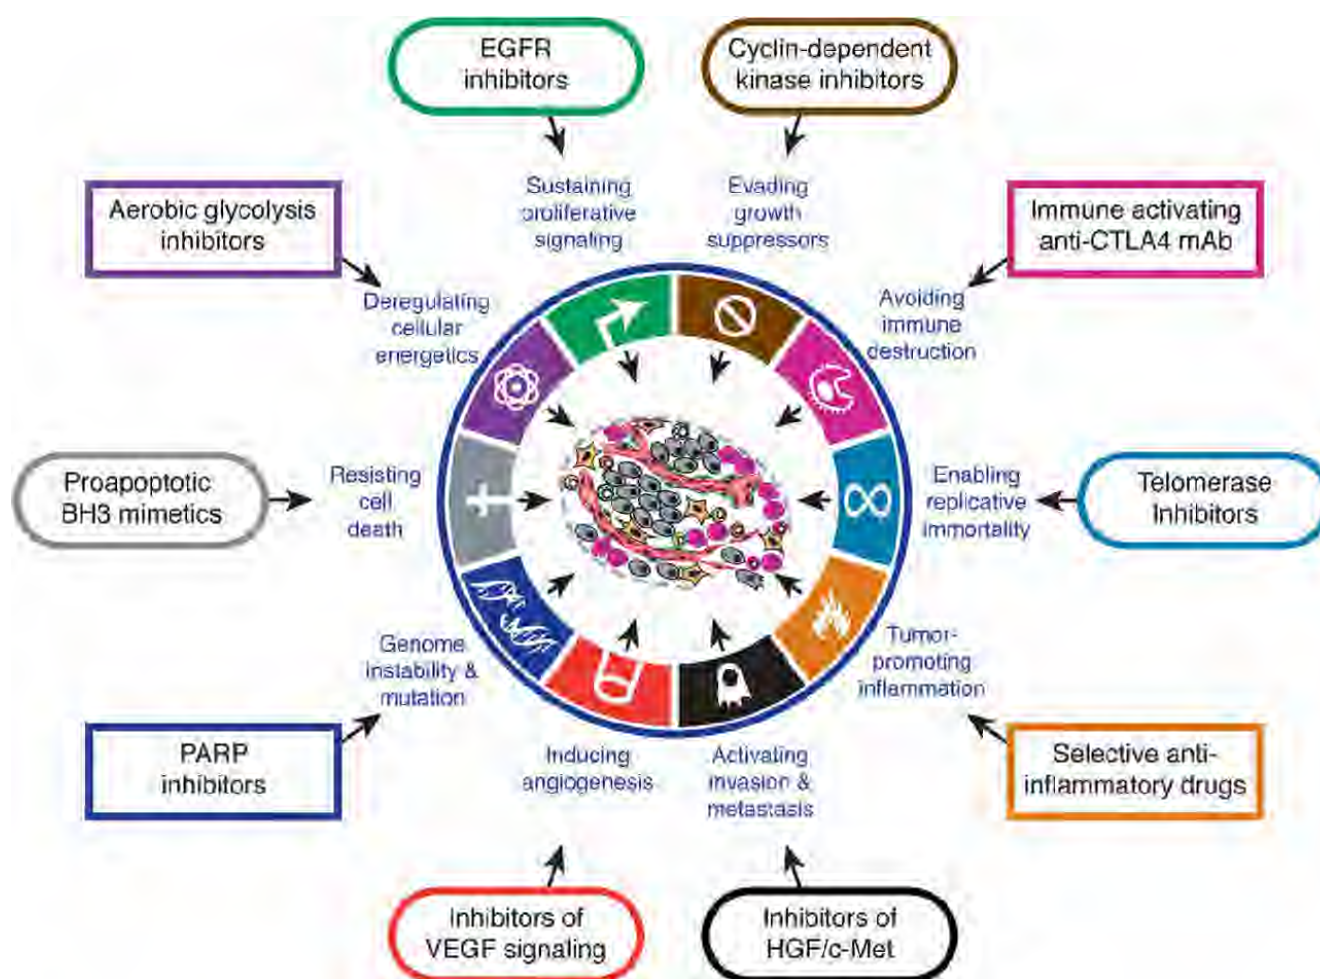 EGFR
inhibitors
Cyclin-dependent
kinase inhibitors
Aerobic glycolysis
inhibitors
Sustaining
proliferative
signaling
Evading
growth
suppressors
Immune activating
anti-CTLA4 mAb
Deregulating
cellular
energetics
Avoiding
immune
destruction
Proapoptotic
BH3 mimetics
Resisting
cell
death
Enabling
replicative
immortality
Telomerase
Inhibitors
Genome
instability &
mutation
Tumor-
promoting
inflammation
PARP
inhibitors
Inducing
angiogenesis
Activating
invasion &
metastasis
Selective anti-
inflammatory drugs
Inhibitors of
VEGF signaling
Inhibitors of
HGF/c-Met